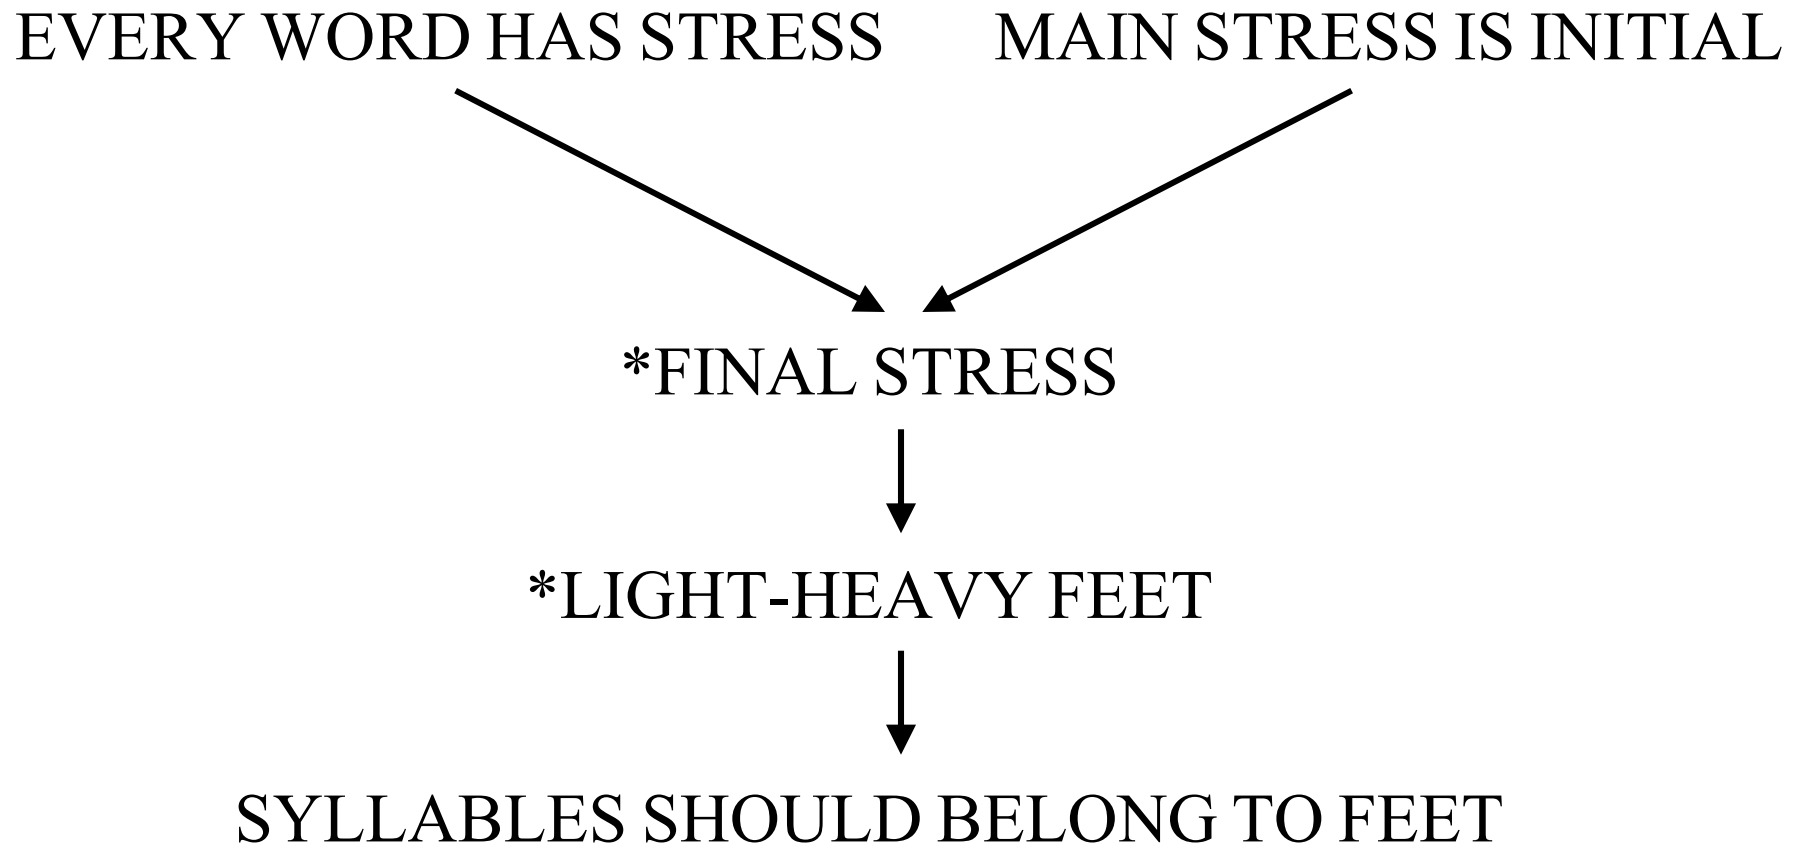 EVERY WORD HAS STRESS MAIN STRESS IS INITIAL
*FINAL STRESS
*LIGHT-HEAVY FEET
SYLLABLES SHOULD BELONG TO FEET